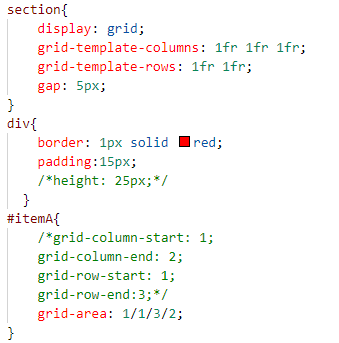 section{
    display: grid;
    grid-template-columns: 1fr 1fr 1fr;
    grid-template-rows: 1fr 1fr;
    gap: 5px;
}
div{
    border: 1px solid red;
    padding:15px;
    /*height: 25px;*/
  }
#itemA{
    /*grid-column-start: 1;
    grid-column-end: 2;
    grid-row-start: 1;
    grid-row-end:3;*/
    grid-area: 1/1/3/2;
}